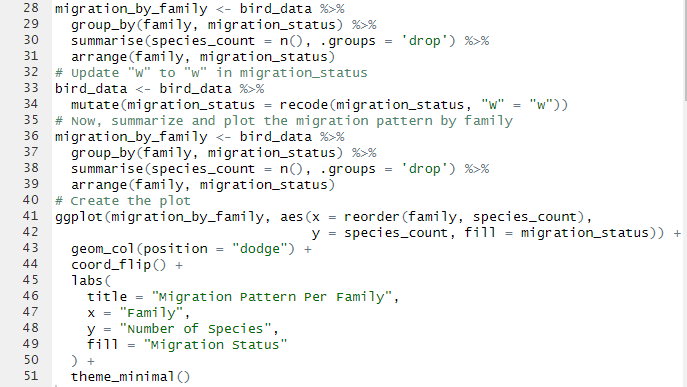 28 migration_by_family <- bird_data %>%
29 group_by(family, migration_status) %>%
30 summarise(species_count = n(), .groups = 'drop') %>%
31 arrange(family, migration_status)
32 # Update "w" to "W" in migration_status
33 bird_data <- bird_data %>%
34 mutate(migration_status = recode(migration_status, "w" = "W"))
35 # Now, summarize and plot the migration pattern by family
36 migration_by_family <- bird_data %>%
37 group_by(family, migration_status) %>%
38 summarise(species_count = n(), .groups = 'drop') %>%
39 arrange(family, migration_status)
40 # Create the plot
41 ggplot(migration_by_family, aes(x = reorder(family, species_count),
42 y = species_count, fill = migration_status)) +
43 geom_col(position = "dodge") +
44 coord_flip() +
45 labs(
46 title = "Migration Pattern Per Family",
47 x = "Family",
48 y = "Number of Species",
49 fill = "Migration Status"
50 ) +
51 theme_minimal()